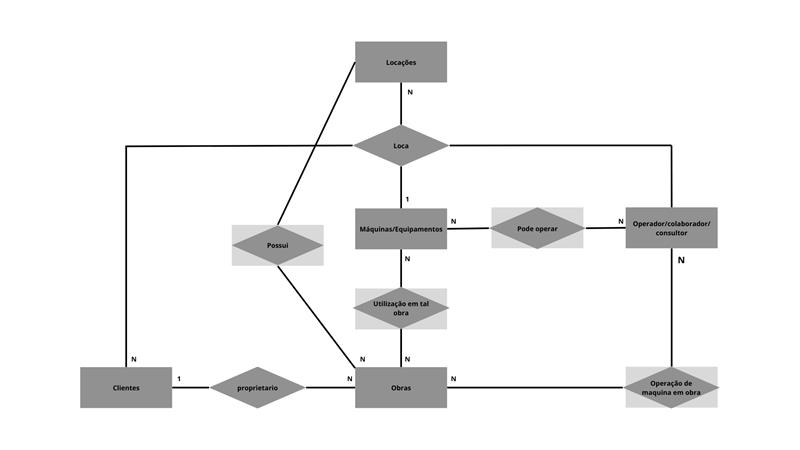 Locações
N
Loca
1
Máquinas/Equipamentos
N
Pode operar
N
Operador/colaborador/
consultor
Possui
N
N
Utilização em tal
obra
N
N
N
Clientes
1
proprietario
N
Obras
N
Operação de
maquina em obra